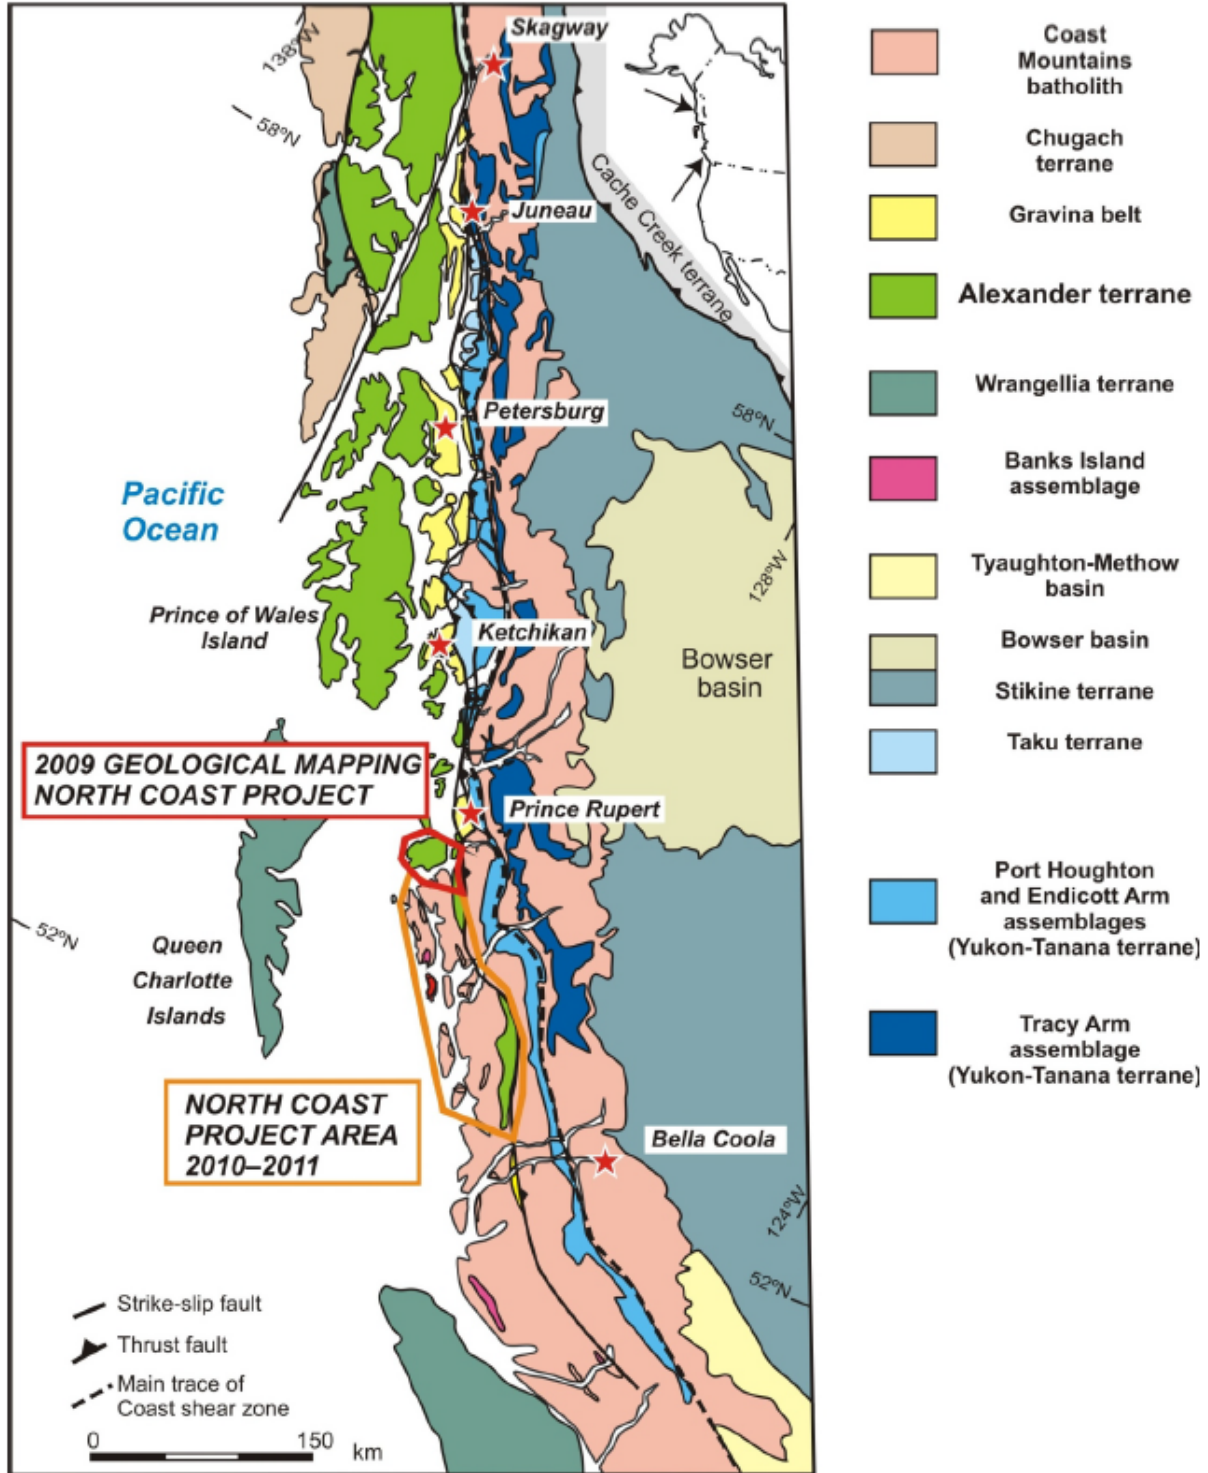 Skagway
138°W
58°N
Cache Creek terrane
Juneau
Petersburg
58°N
Pacific
Ocean
128°W
Prince of Wales
Island
Ketchikan
Bowser
basin
2009 GEOLOGICAL MAPPING
NORTH COAST PROJECT
Prince Rupert
52°N
Queen
Charlotte
Islands
NORTH COAST
PROJECT AREA
2010–2011
Bella Coola
124°W
52°N
Strike-slip fault
Thrust fault
Main trace of
Coast shear zone
0 150 km
Coast
Mountains
batholith
Chugach
terrane
Gravina belt
Alexander terrane
Wrangellia terrane
Banks Island
assemblage
Tyaughton-Methow
basin
Bowser basin
Stikine terrane
Taku terrane
Port Houghton
and Endicott Arm
assemblages
(Yukon-Tanana terrane)
Tracy Arm
assemblage
(Yukon-Tanana terrane)